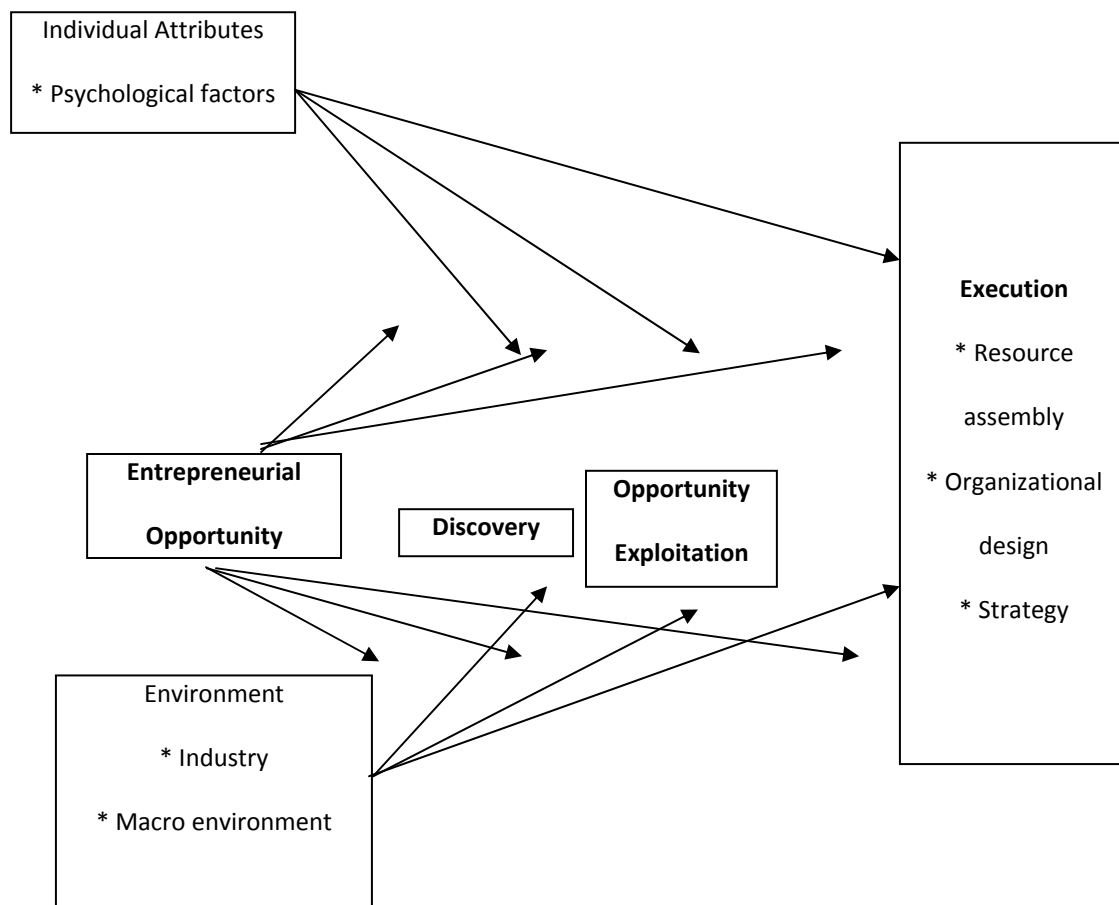 Individual Attributes
* Psychological factors
Execution
* Resource
assembly
* Organizational
design
* Strategy
Entrepreneurial
Opportunity
Discovery
Opportunity
Exploitation
Environment
* Industry
* Macro environment